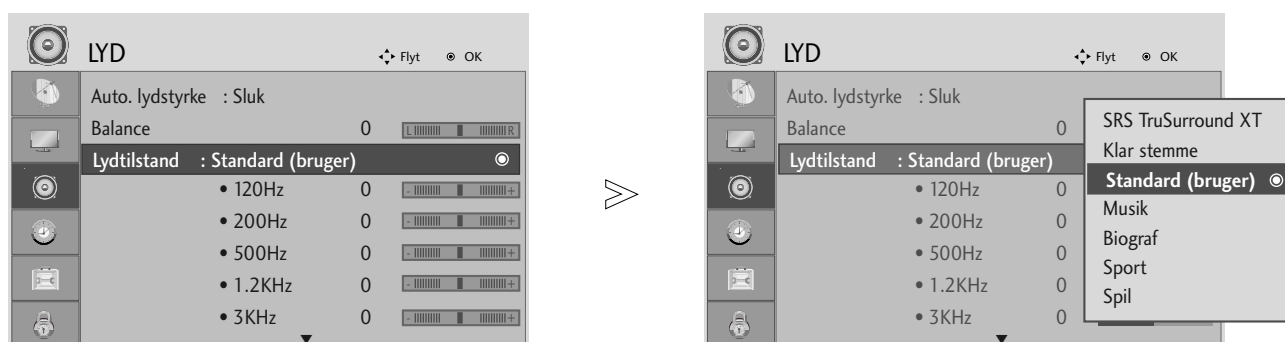 LYD Flyt OK
Auto. lydstyrke : Sluk
Balance 0 L R
Lydtilstand : Standard (bruger)
• 120Hz 0 - +
• 200Hz 0 - +
• 500Hz 0 - +
• 1.2KHz 0 - +
• 3KHz 0 - +
LYD Flyt OK
Auto. lydstyrke : Sluk
Balance 0
Lydtilstand : Standard (bruger)
• 120Hz 0
• 200Hz 0
• 500Hz 0
• 1.2KHz 0
• 3KHz 0
SRS TruSurround XT
Klar stemme
Standard (bruger)
Musik
Biograf
Sport
Spil